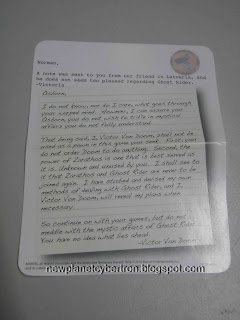 Norman,
A note was sent to you from our friend in Latveria, and
he does not seem too pleased regarding Ghost Rider.
-Victoria
Osborn,
I do not know, nor do I care, what goes through
your warped mind. However, I can assure you
Osborn, you do not wish to trifle in mystical
affairs you do not fully understand.
That being said, I, Victor Von Doom, shall not be
used as a pawn in this game you seek. First, you
do not order Doom to do anything. Second, the
power of Zarathos is one that is best served as
it is. Unknown and unused by you. I shall see to
it that Zarathos and Ghost Rider are never to be
joined again. I have studied and devised my own
methods of dealing with Ghost Rider, and I,
Victor Von Doom, will reveal my plans when
necessary.
So continue on with your games, but do not
meddle with the mystic affairs of Ghost Rider.
You have no idea what lies ahead.
-Victor Von Doom
newplanetcybertron.blogspot.com